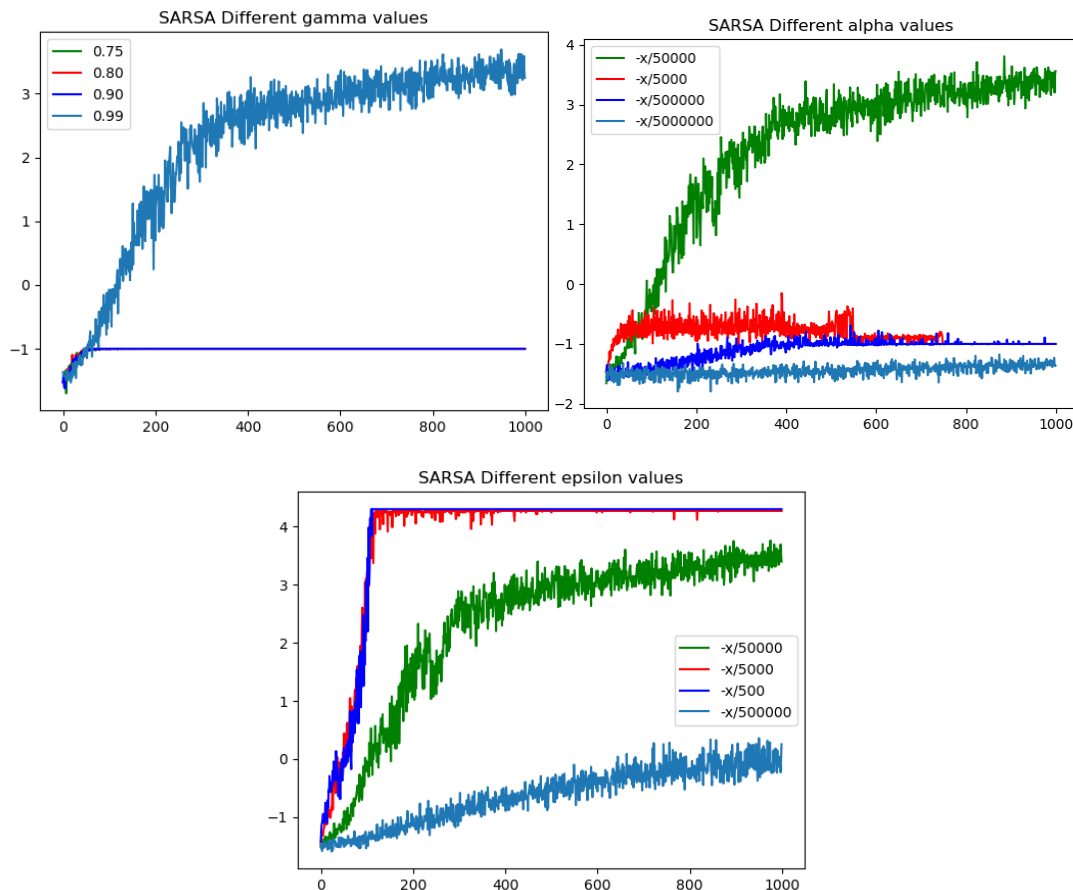 SARSA Different gamma values
0.75
0.80
0.90
0.99
3
2
1
0
−1
0 200 400 600 800 1000
SARSA Different alpha values
-x/50000
-x/5000
-x/500000
-x/5000000
4
3
2
1
0
−1
−2
0 200 400 600 800 1000
SARSA Different epsilon values
4
3
2
1
0
−1
-x/50000
-x/5000
-x/500
-x/500000
0 200 400 600 800 1000